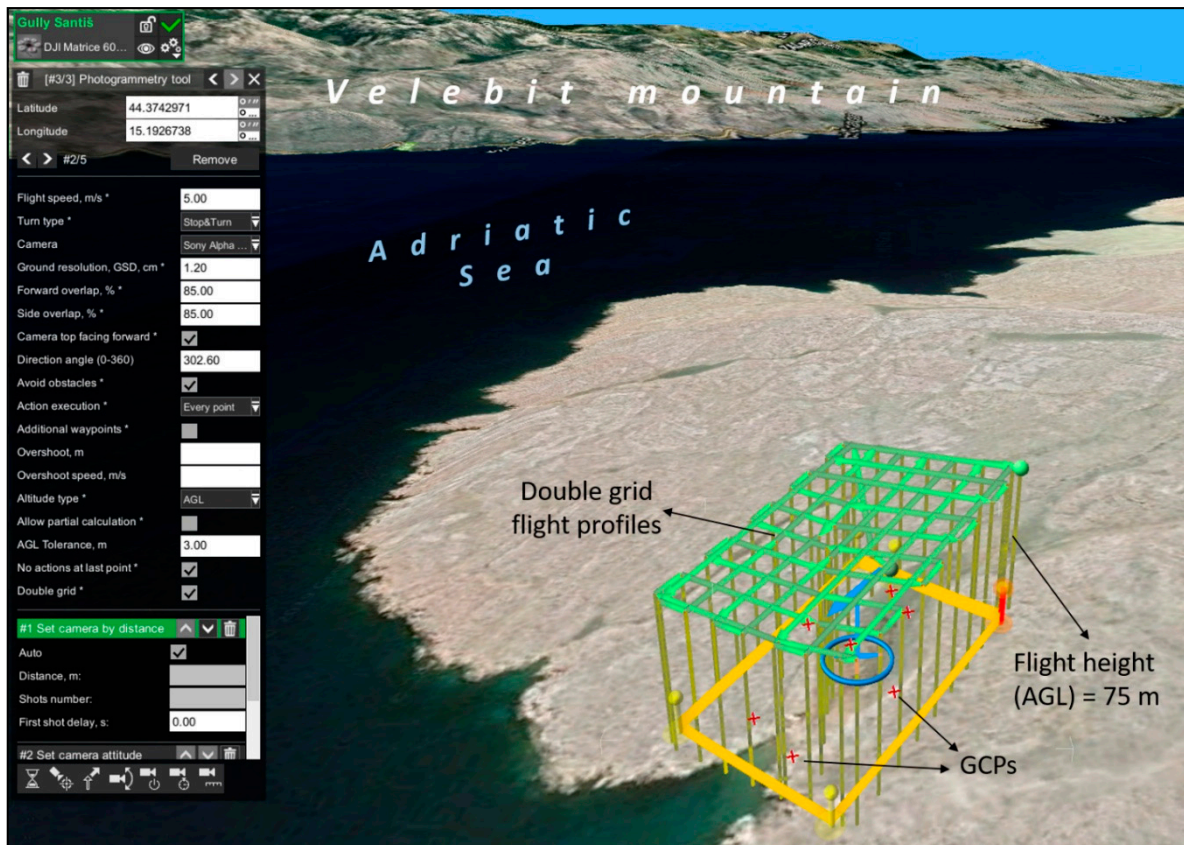 Gully Santiš
DJI Matrice 60...
[#3/3] Photogrammetry tool
Latitude 44.3742971
Longitude 15.1926738
#2/5 Remove
Flight speed, m/s * 5.00
Turn type * Stop&Turn
Camera Sony Alpha ...
Ground resolution, GSD, cm * 1.20
Forward overlap, % * 85.00
Side overlap, % * 85.00
Camera top facing forward *
Direction angle (0-360) 302.60
Avoid obstacles *
Action execution * Every point
Additional waypoints *
Overshoot, m
Overshoot speed, m/s
Altitude type * AGL
Allow partial calculation *
AGL Tolerance, m 3.00
No actions at last point *
Double grid *
#1 Set camera by distance
Auto
Distance, m:
Shots number:
First shot delay, s: 0.00
#2 Set camera attitude
Velebit mountain
Adriatic
Sea
Double grid
flight profiles
Flight height
(AGL) = 75 m
GCPs